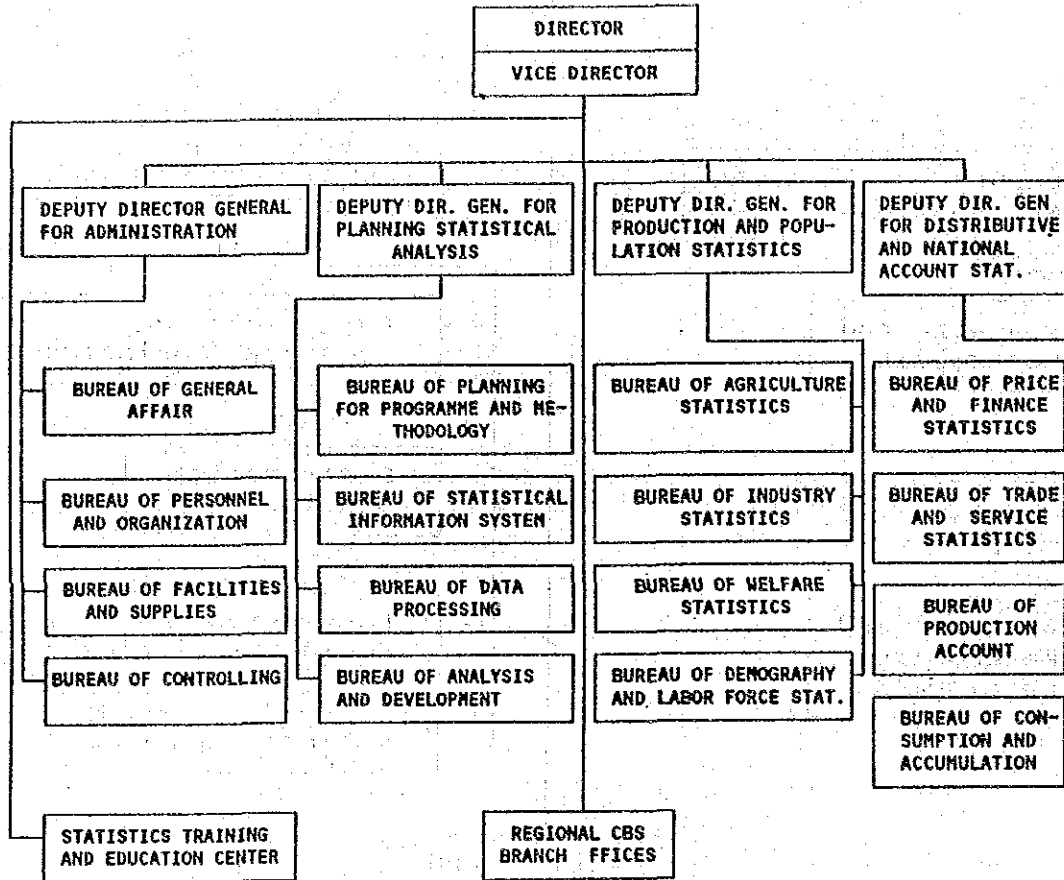 DIRECTOR
VICE DIRECTOR
DEPUTY DIRECTOR GENERAL
FOR ADMINISTRATION
DEPUTY DIR. GEN. FOR
PLANNING STATISTICAL
ANALYSIS
DEPUTY DIR. GEN. FOR
PRODUCTION AND POPU-
LATION STATISTICS
DEPUTY DIR. GEN
FOR DISTRIBUTIVE
AND NATIONAL
ACCOUNT STAT.
BUREAU OF GENERAL
AFFAIR
BUREAU OF PLANNING
FOR PROGRAMME AND ME-
THODOLOGY
BUREAU OF AGRICULTURE
STATISTICS
BUREAU OF PRICE
AND FINANCE
STATISTICS
BUREAU OF PERSONNEL
AND ORGANIZATION
BUREAU OF STATISTICAL
INFORMATION SYSTEM
BUREAU OF INDUSTRY
STATISTICS
BUREAU OF TRADE
AND SERVICE
STATISTICS
BUREAU OF FACILITIES
AND SUPPLIES
BUREAU OF DATA
PROCESSING
BUREAU OF WELFARE
STATISTICS
BUREAU OF
PRODUCTION
ACCOUNT
BUREAU OF CONTROLLING
BUREAU OF ANALYSIS
AND DEVELOPMENT
BUREAU OF DEMOGRAPHY
AND LABOR FORCE STAT.
BUREAU OF CON-
SUMPTION AND
ACCUMULATION
STATISTICS TRAINING
AND EDUCATION CENTER
REGIONAL CBS
BRANCH FFICES